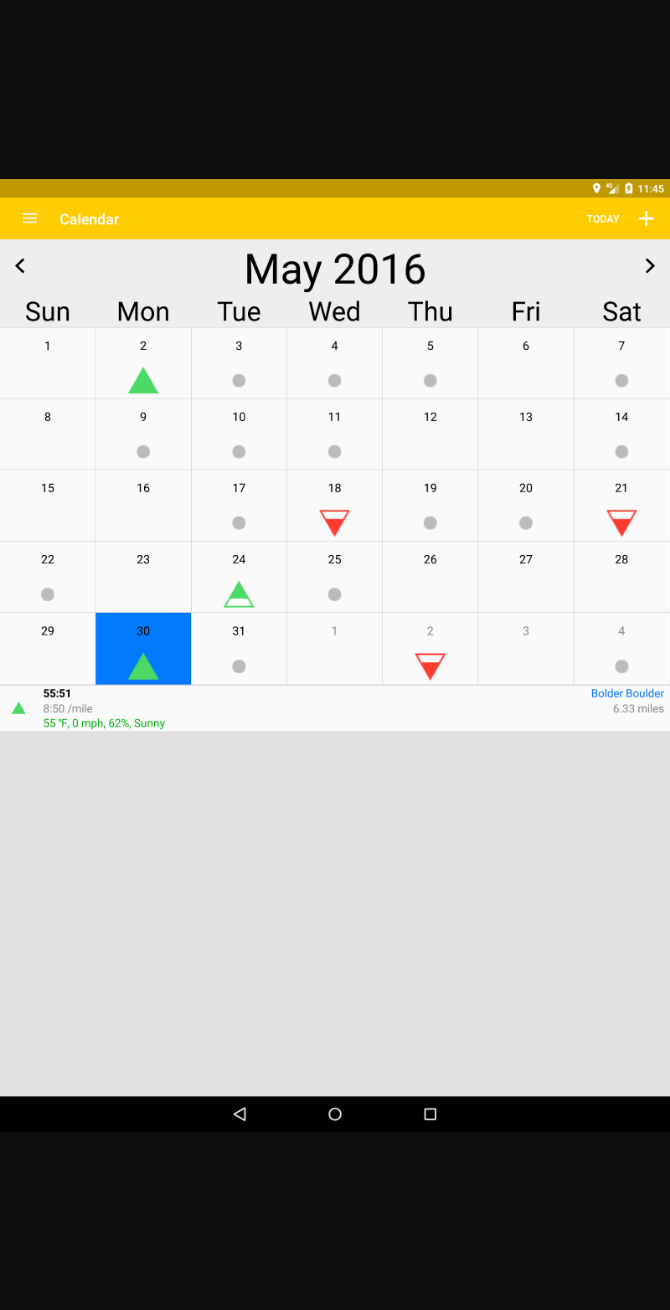 11:45
Calendar TODAY
May 2016
Sun Mon Tue Wed Thu Fri Sat
1 2 3 4 5 6 7
8 9 10 11 12 13 14
15 16 17 18 19 20 21
22 23 24 25 26 27 28
29 30 31 1 2 3 4
55:51 Bolder Boulder
8:50 /mile 6.33 miles
55 °F, 0 mph, 62%, Sunny